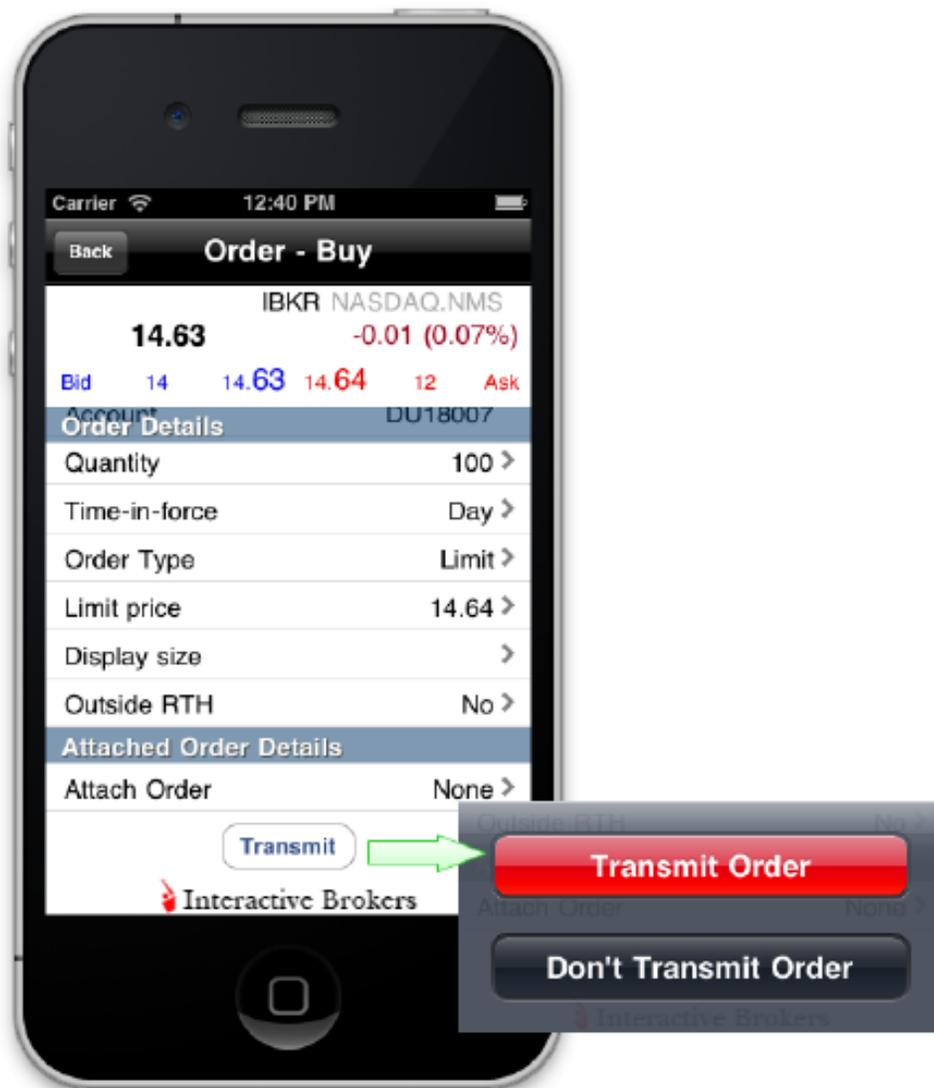 Carrier 12:40 PM
Back Order - Buy
IBKR NASDAQ.NMS
14.63 -0.01 (0.07%)
Bid 14 14.63 14.64 12 Ask
Account DU18007
Order Details
Quantity 100
Time-in-force Day
Order Type Limit
Limit price 14.64
Display size
Outside RTH No
Attached Order Details
Attach Order None
Transmit
Interactive Brokers
Outside RTH No
Transmit Order
Attach Order None
Don't Transmit Order
Interactive Brokers